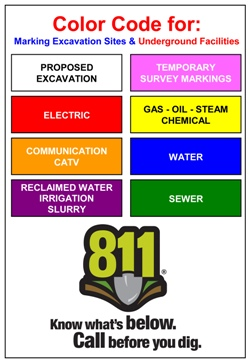 Color Code for:
Marking Excavation Sites & Underground Facilities
PROPOSED
EXCAVATION
TEMPORARY
SURVEY MARKINGS
ELECTRIC
GAS - OIL - STEAM
CHEMICAL
COMMUNICATION
CATV
WATER
RECLAIMED WATER
IRRIGATION
SLURRY
SEWER
811®
Know what's below.
Call before you dig.